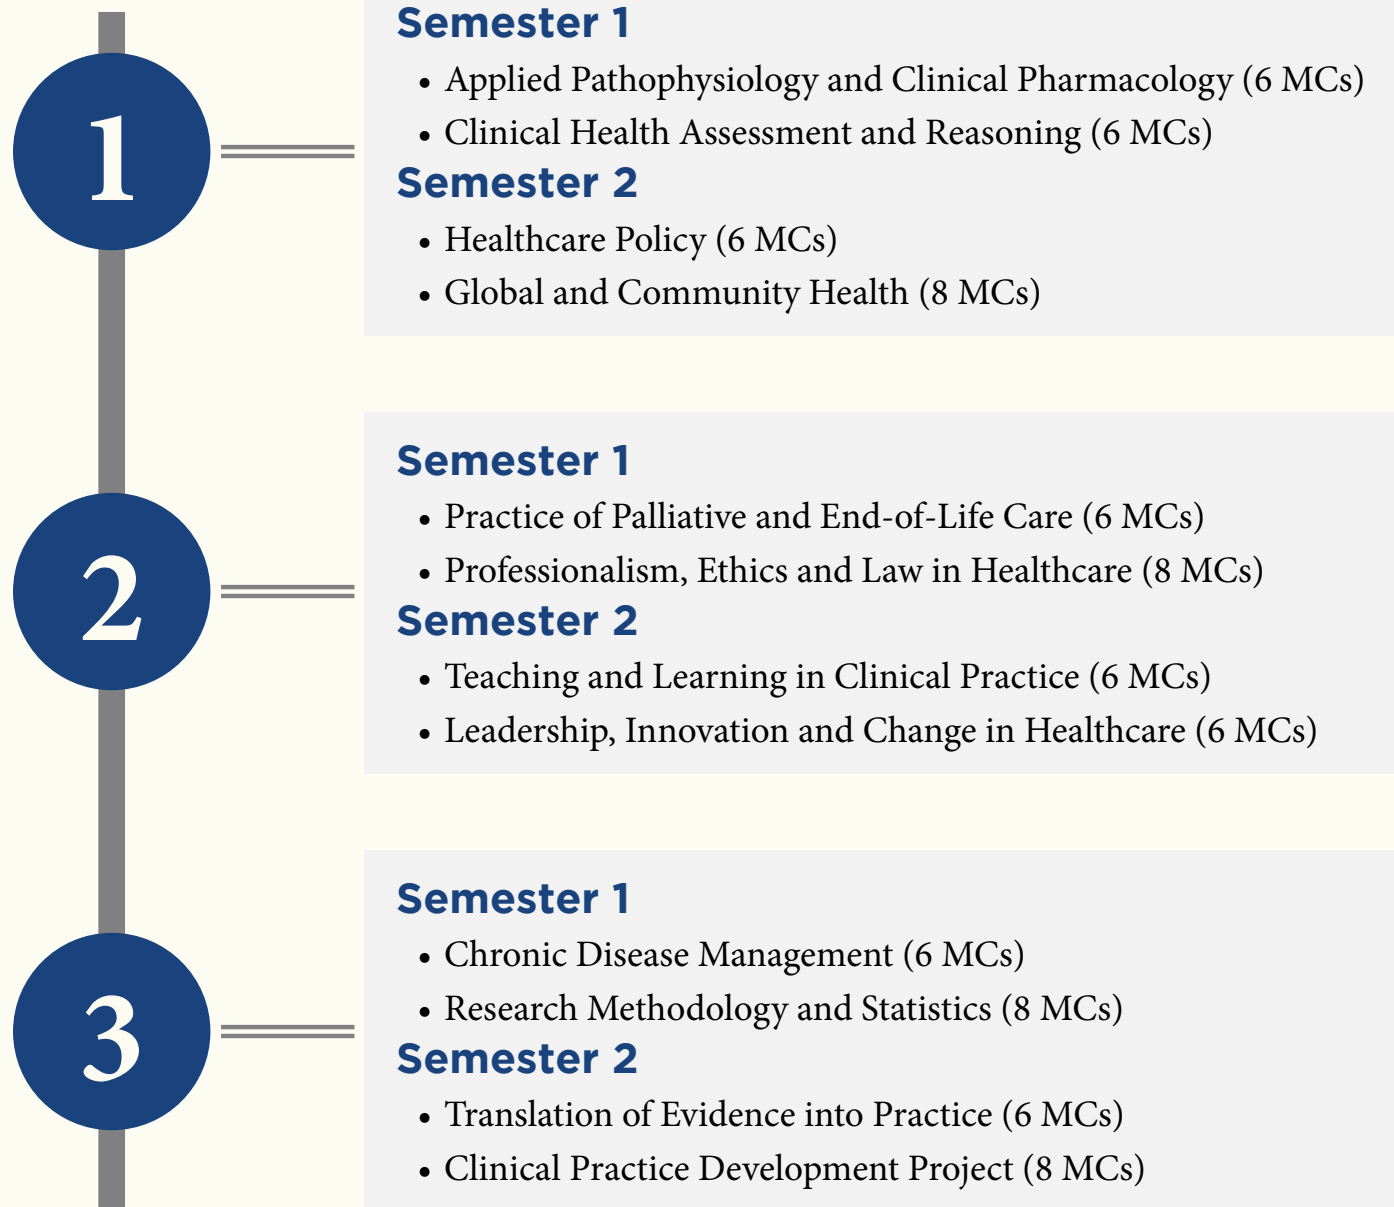 1
Semester 1
• Applied Pathophysiology and Clinical Pharmacology (6 MCs)
• Clinical Health Assessment and Reasoning (6 MCs)
Semester 2
• Healthcare Policy (6 MCs)
• Global and Community Health (8 MCs)
2
Semester 1
• Practice of Palliative and End-of-Life Care (6 MCs)
• Professionalism, Ethics and Law in Healthcare (8 MCs)
Semester 2
• Teaching and Learning in Clinical Practice (6 MCs)
• Leadership, Innovation and Change in Healthcare (6 MCs)
3
Semester 1
• Chronic Disease Management (6 MCs)
• Research Methodology and Statistics (8 MCs)
Semester 2
• Translation of Evidence into Practice (6 MCs)
• Clinical Practice Development Project (8 MCs)